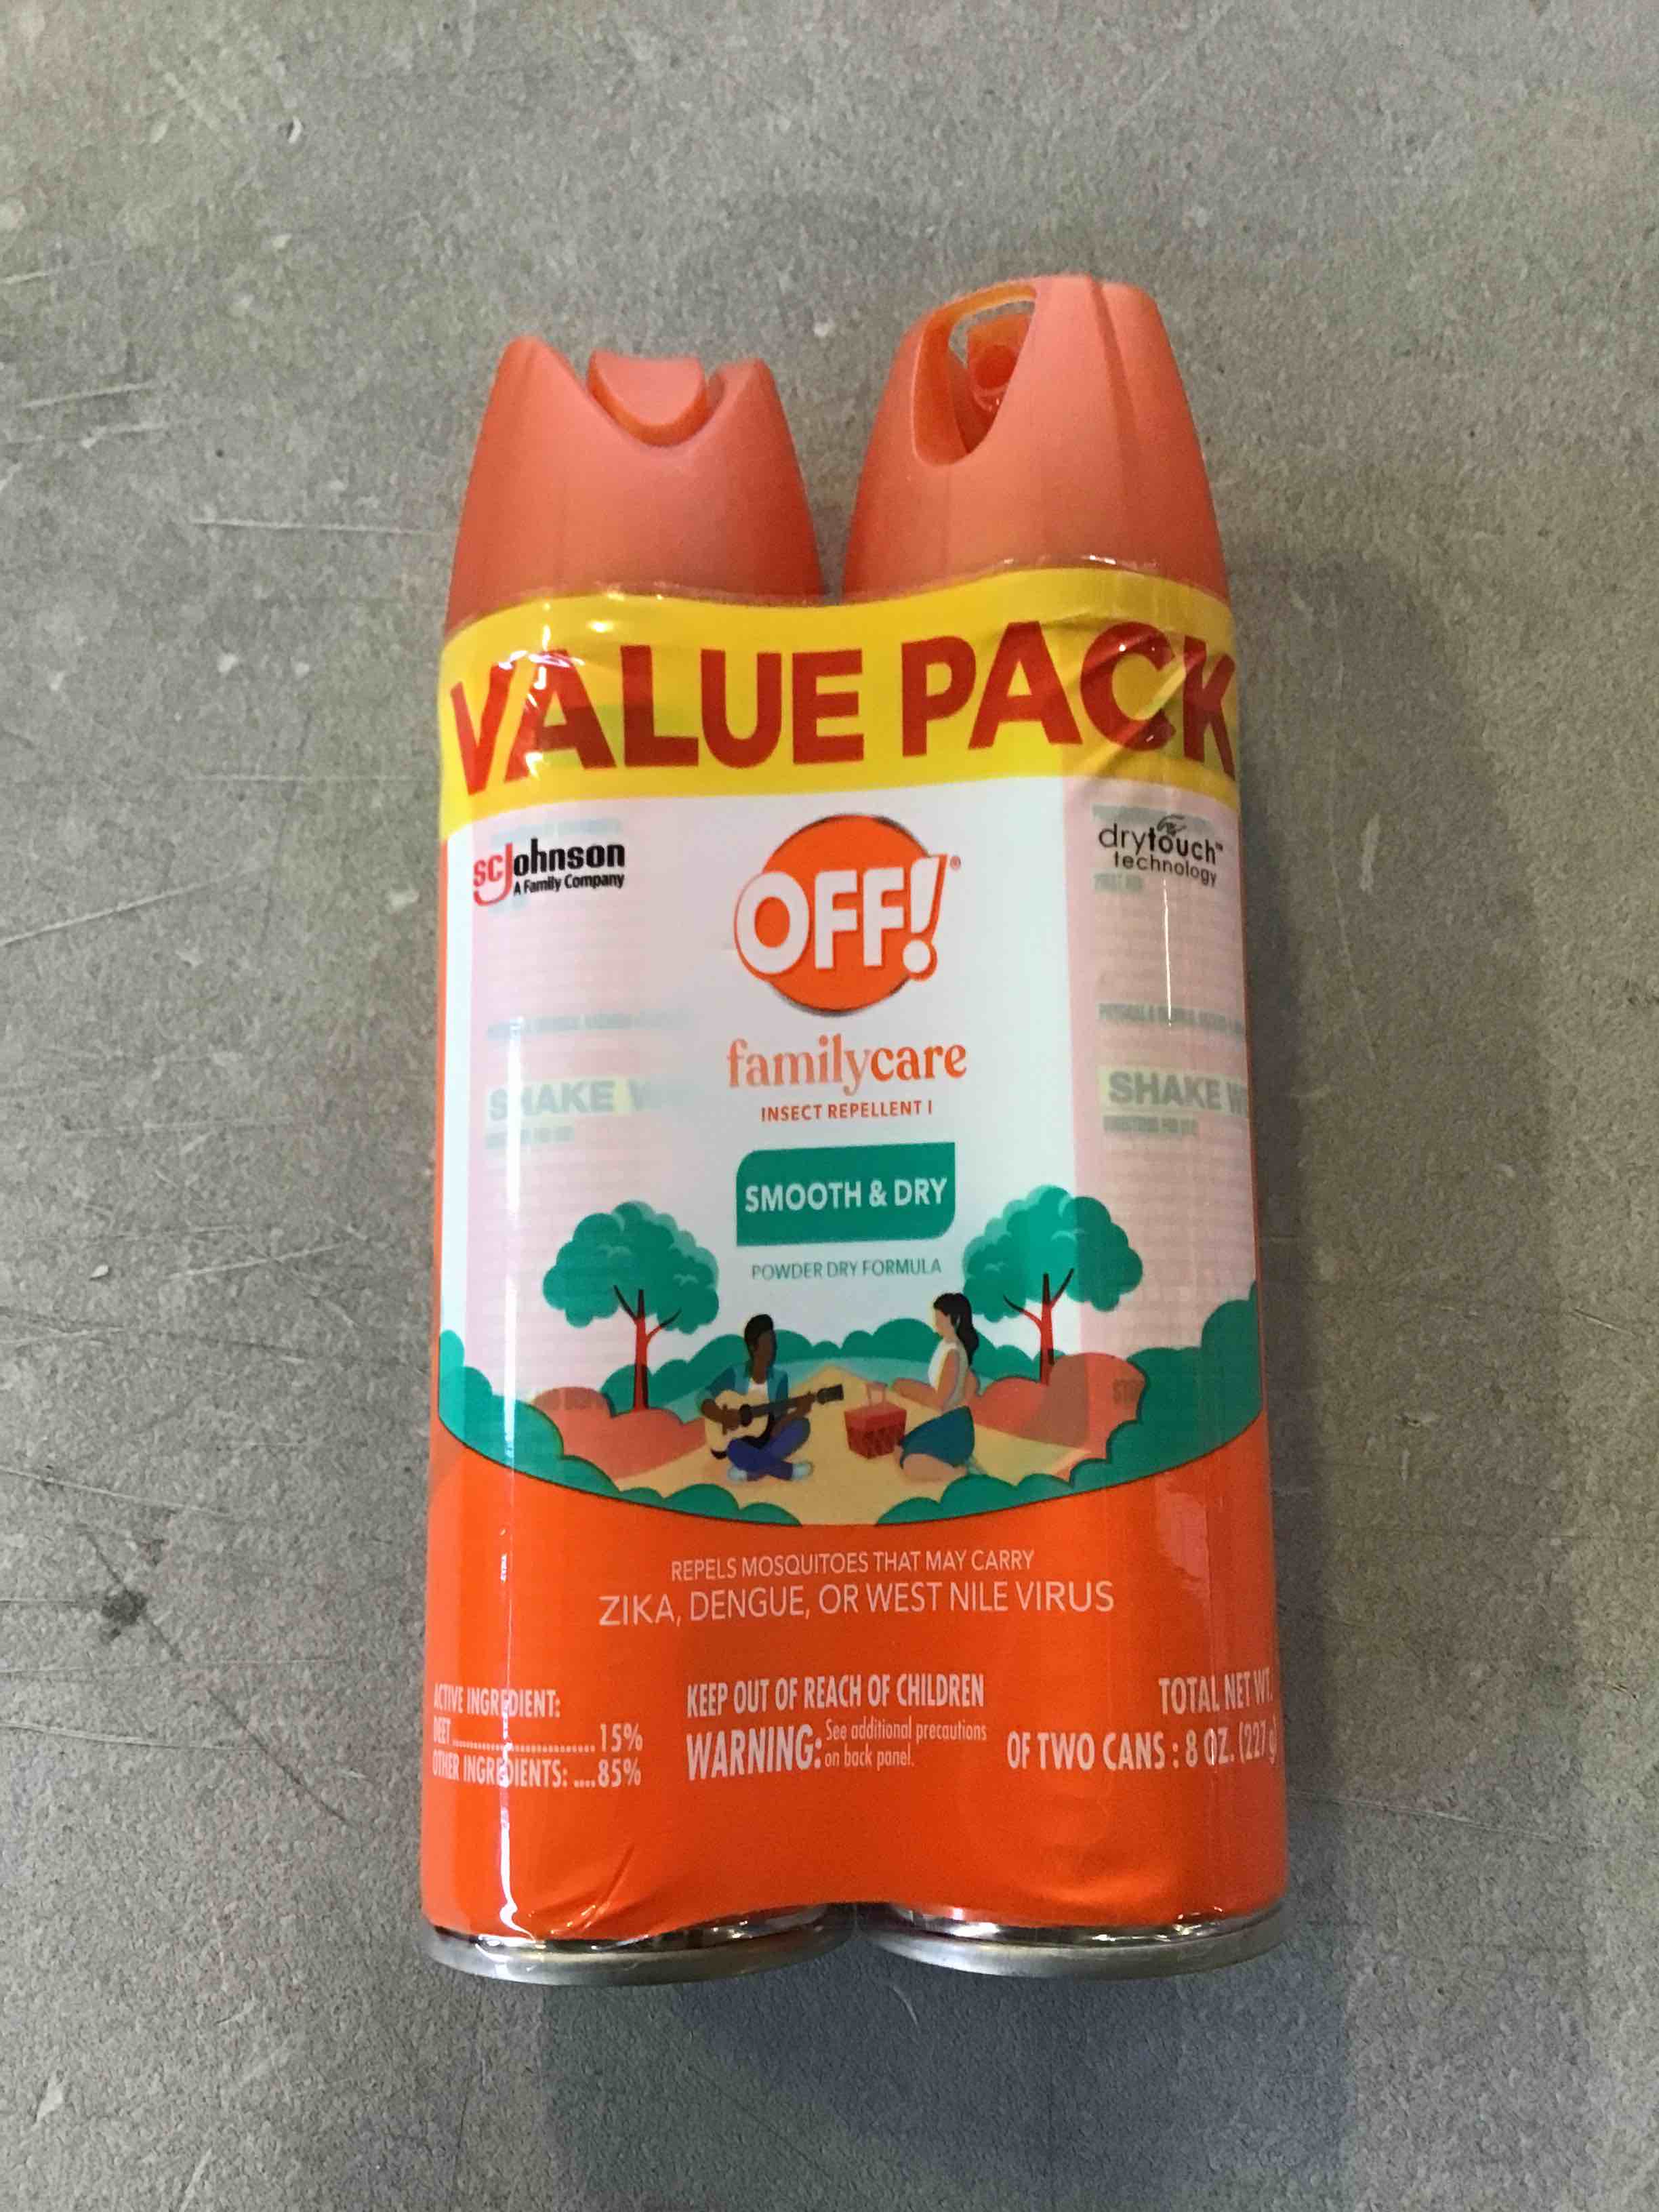 VALUE PACK
scjohnson
A Family Company
drytouch™
technology
OFF!®
familycare
INSECT REPELLENT I
SHAKE W
SHAKE W
SMOOTH & DRY
POWDER DRY FORMULA
REPELS MOSQUITOES THAT MAY CARRY
ZIKA, DENGUE, OR WEST NILE VIRUS
ACTIVE INGREDIENT:
DEET..............................15%
OTHER INGREDIENTS: ....85%
KEEP OUT OF REACH OF CHILDREN
WARNING: See additional precautions
on back panel.
TOTAL NET WT.
OF TWO CANS : 8 OZ. (227 g)